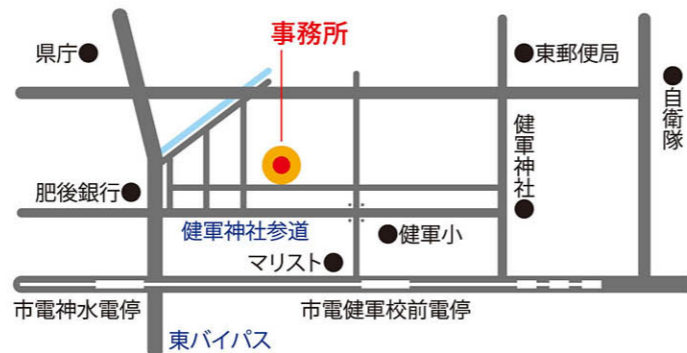 事務所
県庁
東郵便局
自衛隊
健軍神社
肥後銀行
健軍神社参道
健軍小
マリスト
市電神水電停
市電健軍校前電停
東バイパス